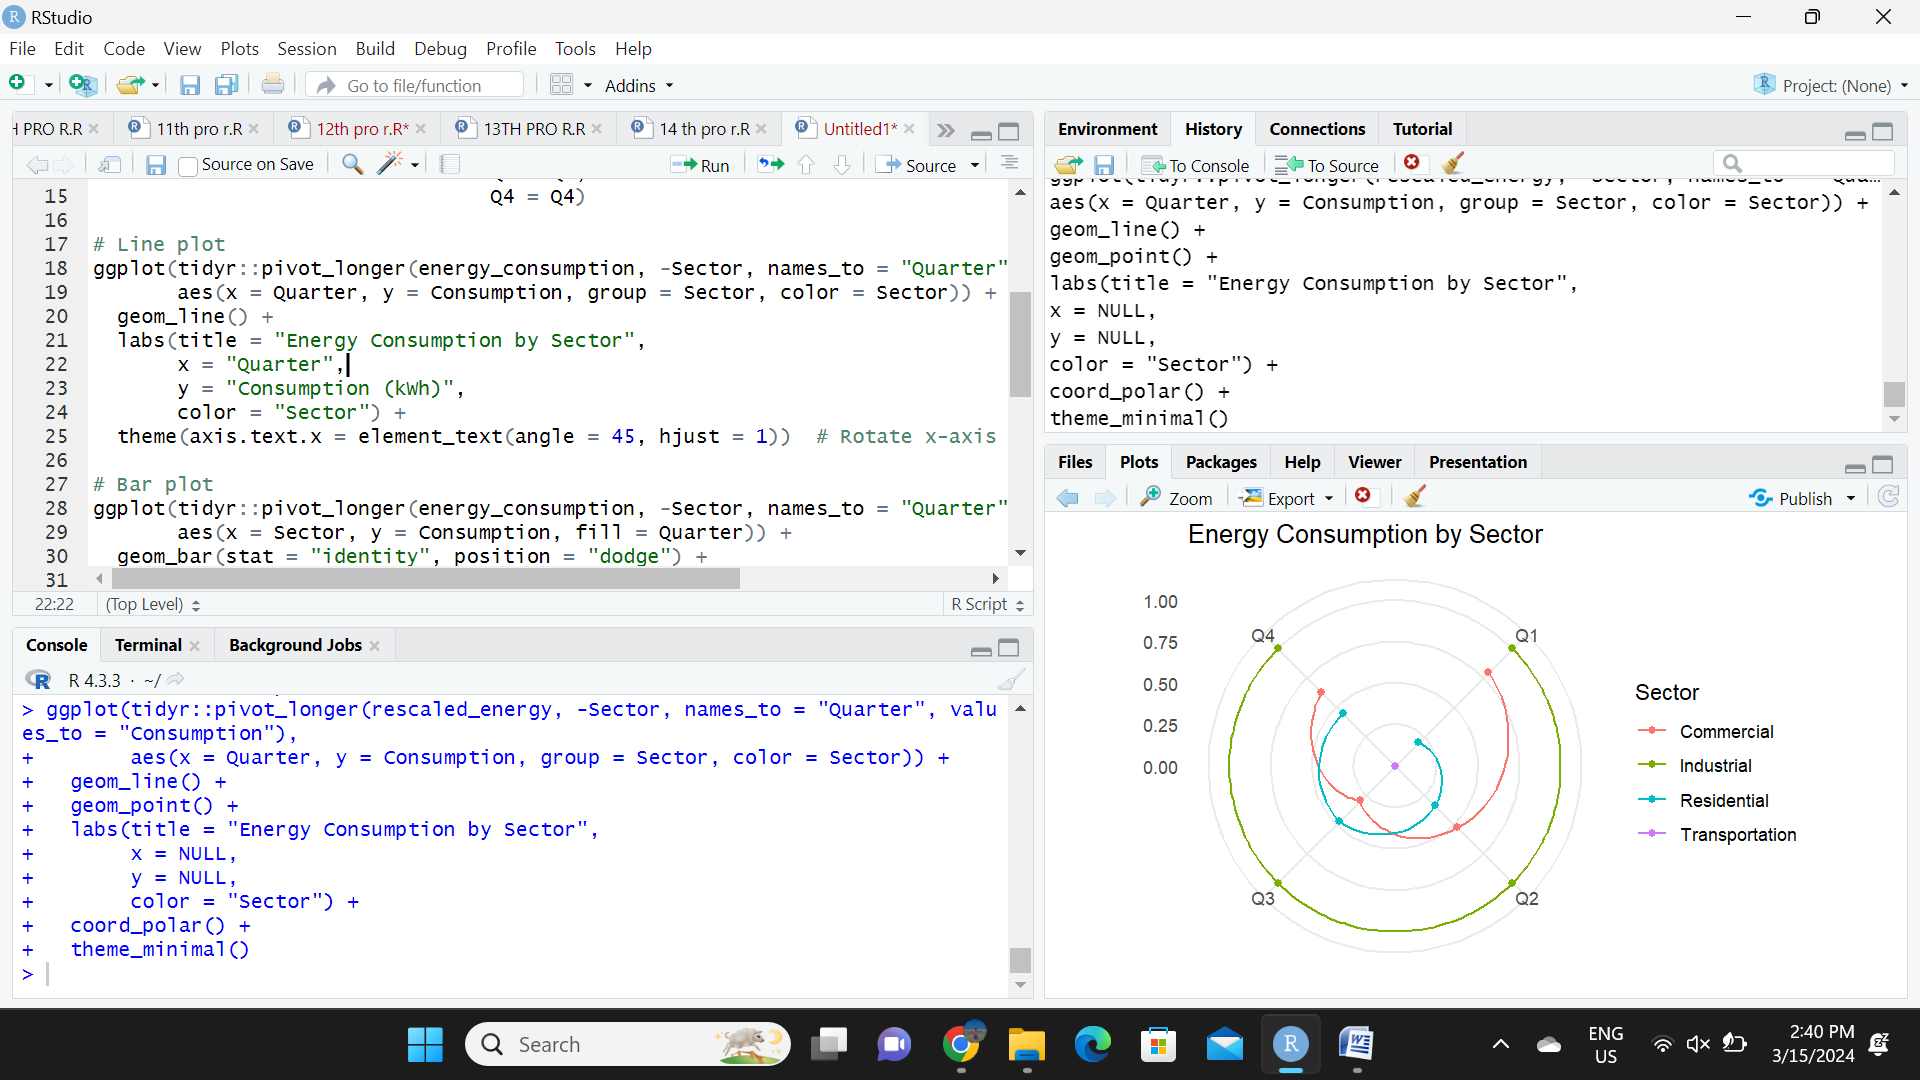 RStudio
File Edit Code View Plots Session Build Debug Profile Tools Help
Go to file/function Addins Project: (None)
H PRO R.R 11th pro r.R 12th pro r.R* 13TH PRO R.R 14 th pro r.R Untitled1*
Source on Save Run Source
15 Q4 = Q4)
16
17 # Line plot
18 ggplot(tidyr::pivot_longer(energy_consumption, -Sector, names_to = "Quarter"
19 aes(x = Quarter, y = Consumption, group = Sector, color = Sector)) +
20 geom_line() +
21 labs(title = "Energy Consumption by Sector",
22 x = "Quarter",
23 y = "Consumption (kWh)",
24 color = "Sector") +
25 theme(axis.text.x = element_text(angle = 45, hjust = 1)) # Rotate x-axis
26
27 # Bar plot
28 ggplot(tidyr::pivot_longer(energy_consumption, -Sector, names_to = "Quarter"
29 aes(x = Sector, y = Consumption, fill = Quarter)) +
30 geom_bar(stat = "identity", position = "dodge") +
31
22:22 (Top Level) R Script
Console Terminal Background Jobs
R 4.3.3 · ~/
> ggplot(tidyr::pivot_longer(rescaled_energy, -Sector, names_to = "Quarter", valu
es_to = "Consumption"),
+ aes(x = Quarter, y = Consumption, group = Sector, color = Sector)) +
+ geom_line() +
+ geom_point() +
+ labs(title = "Energy Consumption by Sector",
+ x = NULL,
+ y = NULL,
+ color = "Sector") +
+ coord_polar() +
+ theme_minimal()
>
Environment History Connections Tutorial
To Console To Source
ggplot(tidyr::pivot_longer(rescaled_energy, -Sector, names_to = "Qua...
aes(x = Quarter, y = Consumption, group = Sector, color = Sector)) +
geom_line() +
geom_point() +
labs(title = "Energy Consumption by Sector",
x = NULL,
y = NULL,
color = "Sector") +
coord_polar() +
theme_minimal()
Files Plots Packages Help Viewer Presentation
Zoom Export Publish
Energy Consumption by Sector
1.00
0.75
0.50
0.25
0.00
Q4 Q1
Q3 Q2
Sector
Commercial
Industrial
Residential
Transportation
Search
ENG
US
2:40 PM
3/15/2024